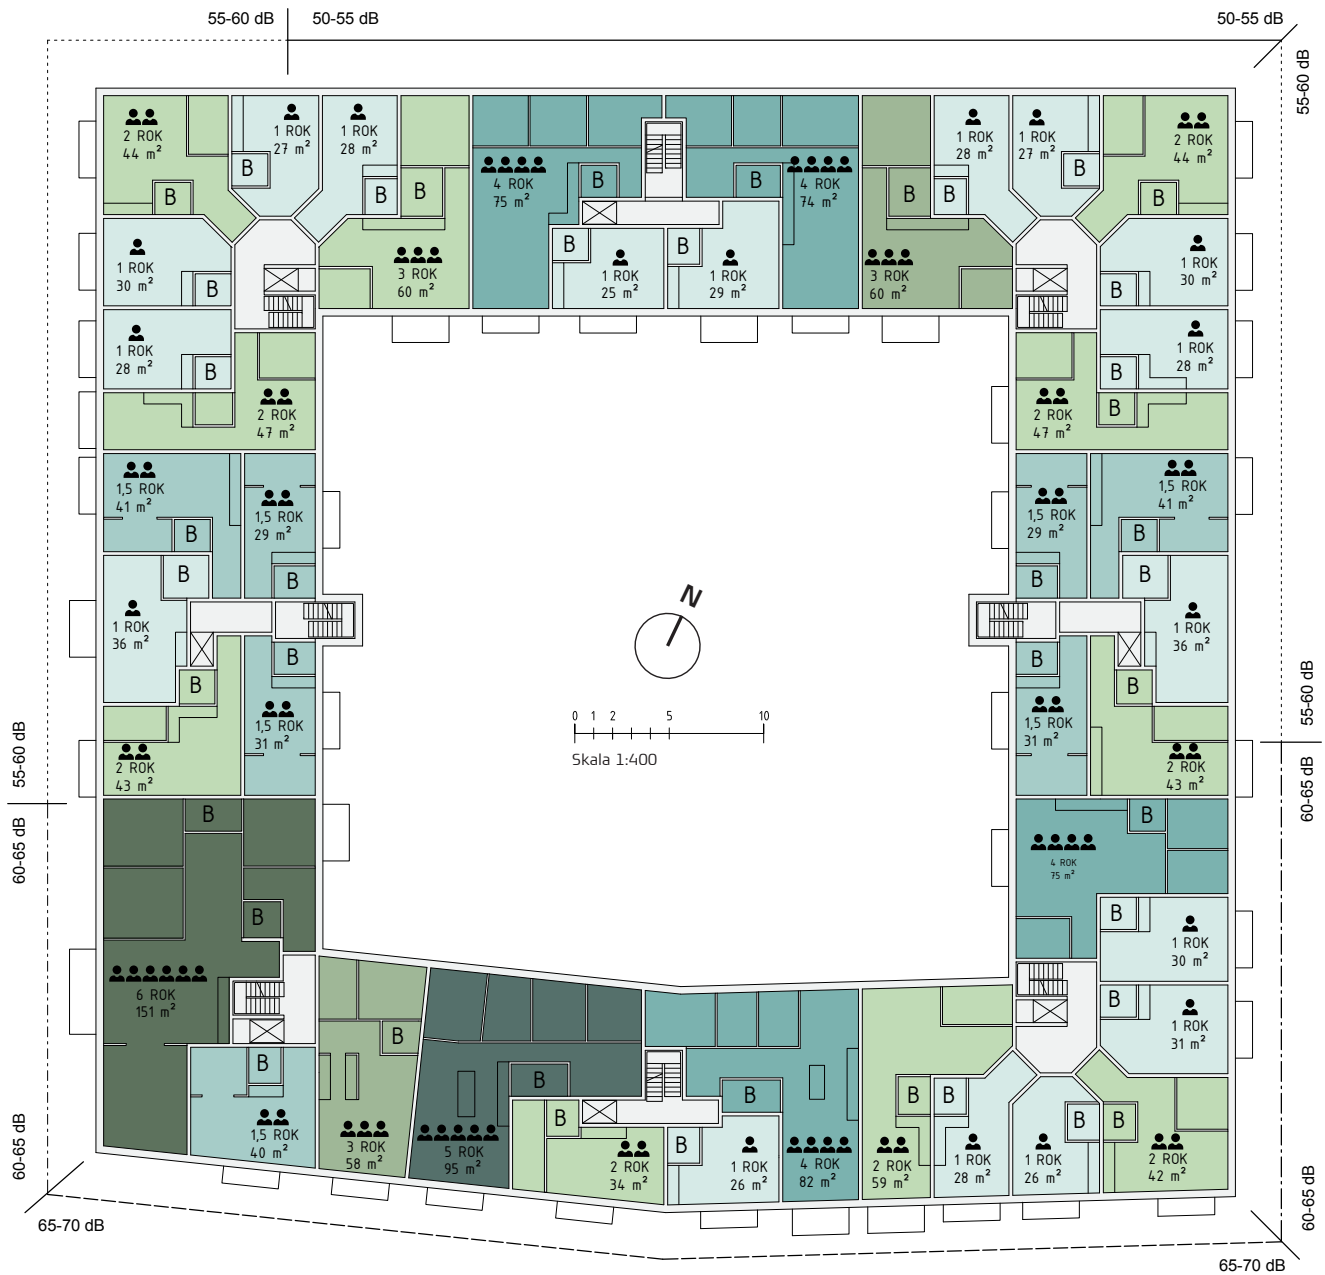 55-60 dB
50-55 dB
50-55 dB
55-60 dB
2 ROK
44 m²
B
1 ROK
27 m²
B
1 ROK
28 m²
B
B
3 ROK
60 m²
4 ROK
75 m²
B
B
4 ROK
74 m²
B
1 ROK
25 m²
B
1 ROK
29 m²
3 ROK
60 m²
B
B
1 ROK
28 m²
1 ROK
27 m²
B
2 ROK
44 m²
B
1 ROK
30 m²
B
1 ROK
30 m²
B
1 ROK
28 m²
B
1 ROK
28 m²
B
2 ROK
47 m²
2 ROK
47 m²
B
1,5 ROK
41 m²
B
1,5 ROK
29 m²
B
1,5 ROK
29 m²
B
1,5 ROK
41 m²
B
B
1 ROK
36 m²
B
1 ROK
36 m²
N
B
B
1,5 ROK
31 m²
B
1,5 ROK
31 m²
B
2 ROK
43 m²
2 ROK
43 m²
0 1 2 5 10
Skala 1:400
55-60 dB
60-65 dB
55-60 dB
60-65 dB
B
B
6 ROK
151 m²
B
4 ROK
75 m²
B
1 ROK
30 m²
B
1 ROK
31 m²
B
1,5 ROK
40 m²
B
3 ROK
58 m²
B
5 ROK
95 m²
B
2 ROK
34 m²
B
B
1 ROK
26 m²
4 ROK
82 m²
B
2 ROK
59 m²
B
1 ROK
28 m²
B
1 ROK
26 m²
B
2 ROK
42 m²
60-65 dB
60-65 dB
65-70 dB
65-70 dB